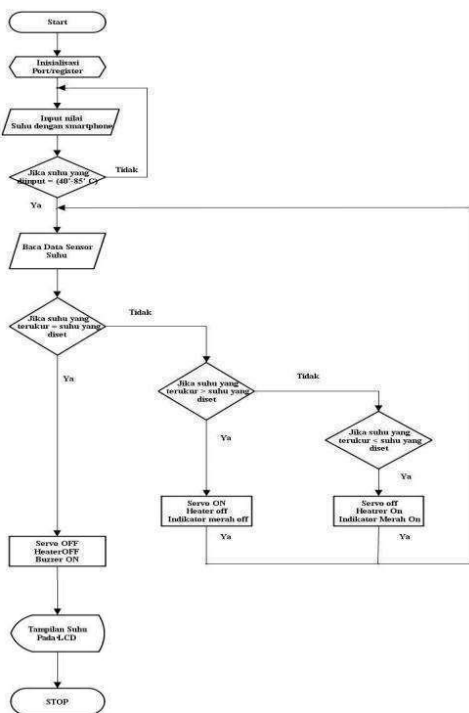 Start
Inisialisasi
Port/register
Input nilai
Suhu dengan smartphone
Jika suhu yang
diinput = (40°-85° C)
Tidak
Ya
Baca Data Sensor
Suhu
Jika suhu yang
terukur = suhu yang
diset
Tidak
Ya
Jika suhu yang
terukur > suhu yang
diset
Tidak
Ya
Jika suhu yang
terukur < suhu yang
diset
Ya
Servo ON
Heater off
Indikator merah off
Ya
Servo off
Heatrer On
Indikator Merah On
Ya
Servo OFF
HeaterOFF
Buzzer ON
Tampilan Suhu
Pada LCD
STOP